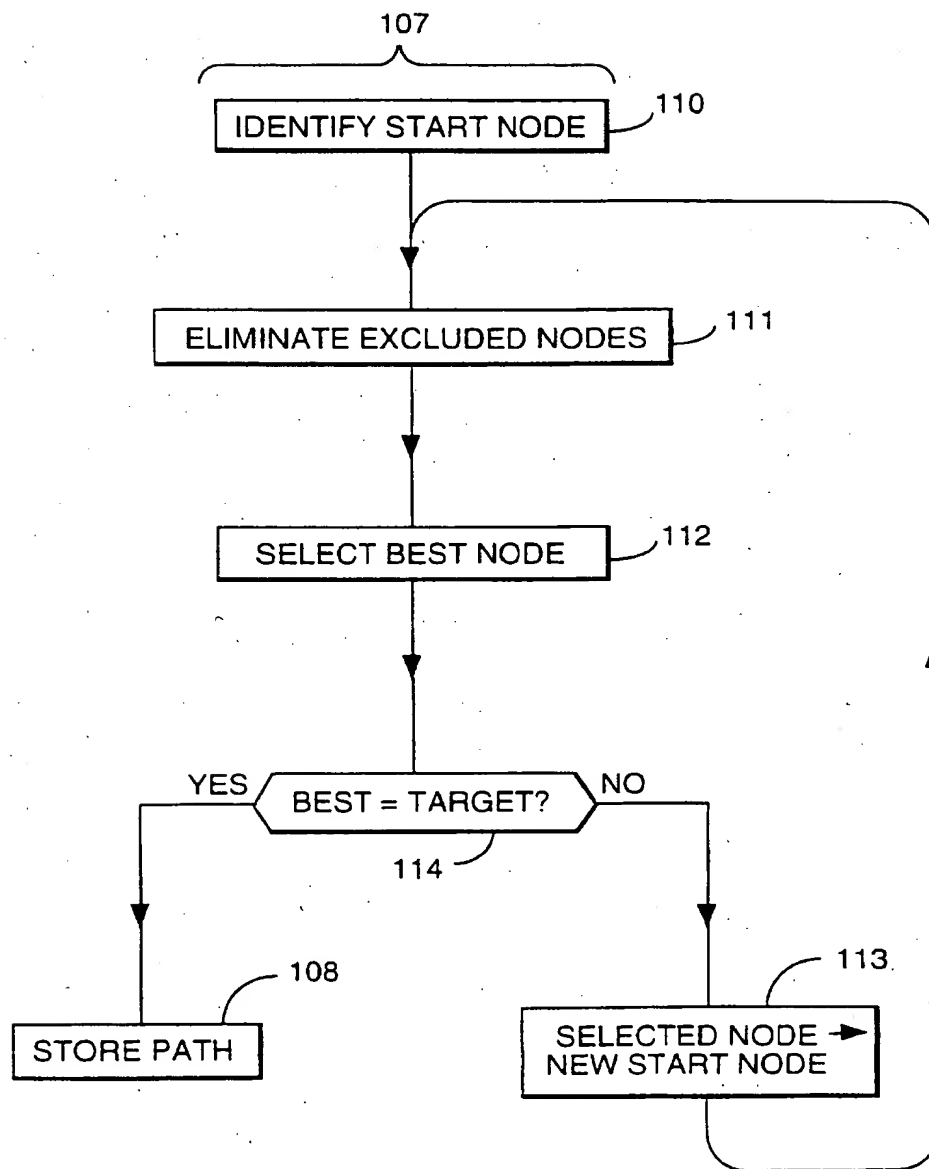 107
IDENTIFY START NODE
110
ELIMINATE EXCLUDED NODES
111
SELECT BEST NODE
112
YES
BEST = TARGET?
NO
114
108
STORE PATH
113
SELECTED NODE →
NEW START NODE